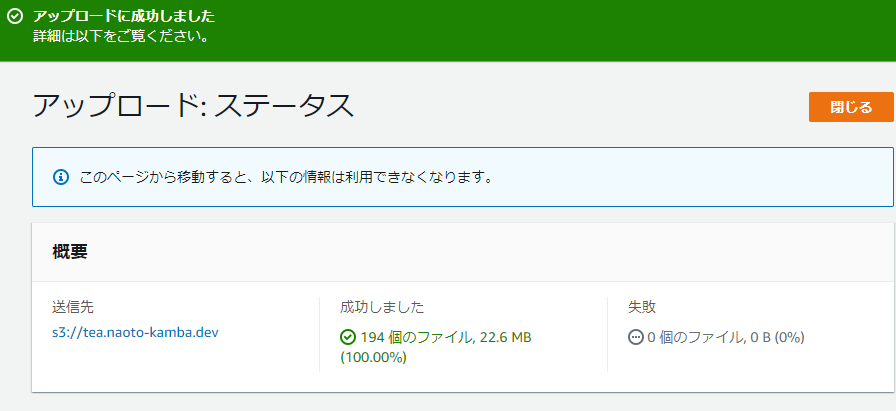 アップロードに成功しました
詳細は以下をご覧ください。
アップロード: ステータス
閉じる
このページから移動すると、以下の情報は利用できなくなります。
概要
送信先
s3://tea.naoto-kamba.dev
成功しました
194 個のファイル, 22.6 MB
(100.00%)
失敗
0 個のファイル, 0 B (0%)